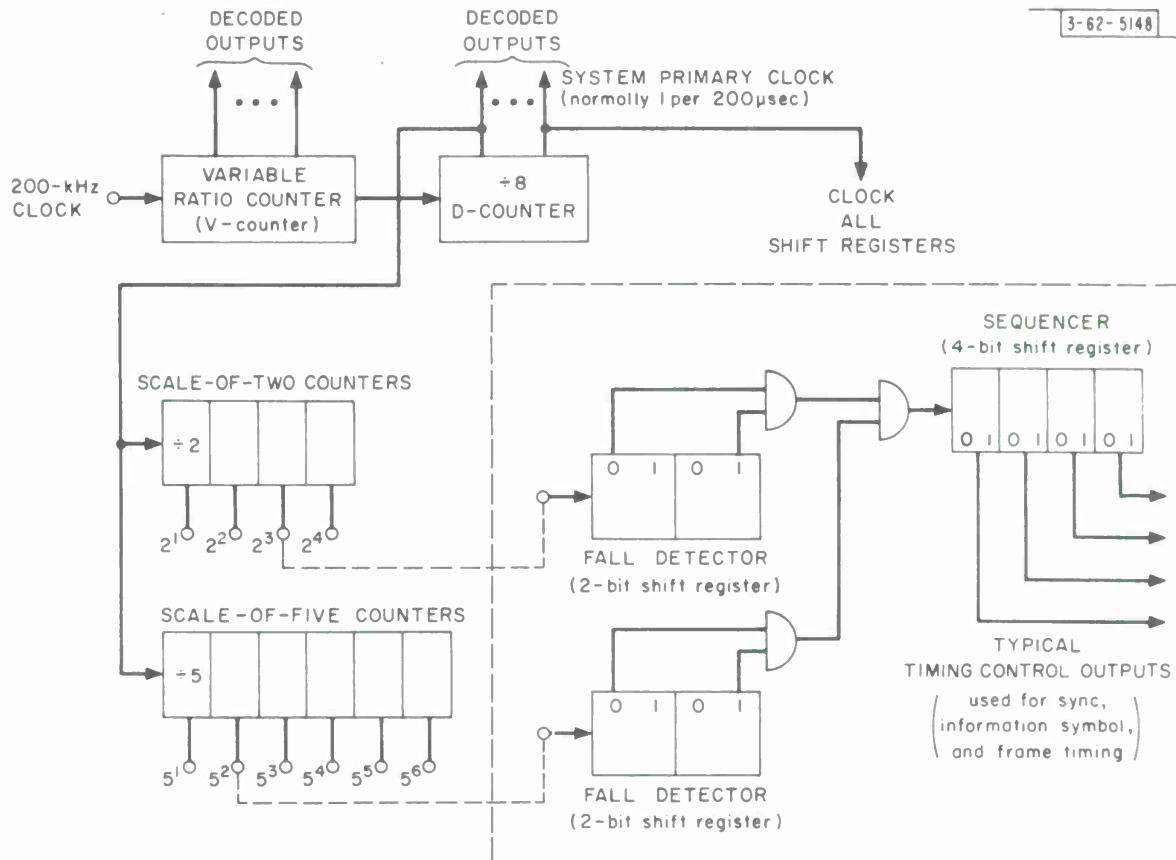 3-62-5148
DECODED
OUTPUTS
DECODED
OUTPUTS
SYSTEM PRIMARY CLOCK
(normally 1 per 200μsec)
200-kHz
CLOCK
VARIABLE
RATIO COUNTER
(V-counter)
÷8
D-COUNTER
CLOCK
ALL
SHIFT REGISTERS
SEQUENCER
(4-bit shift register)
0 1 0 1 0 1 0 1
SCALE-OF-TWO COUNTERS
÷2
2¹ 2² 2³ 2⁴
0 1 0 1
FALL DETECTOR
(2-bit shift register)
SCALE-OF-FIVE COUNTERS
÷5
5¹ 5² 5³ 5⁴ 5⁵ 5⁶
0 1 0 1
FALL DETECTOR
(2-bit shift register)
TYPICAL
TIMING CONTROL OUTPUTS
(used for sync,
information symbol,
and frame timing)